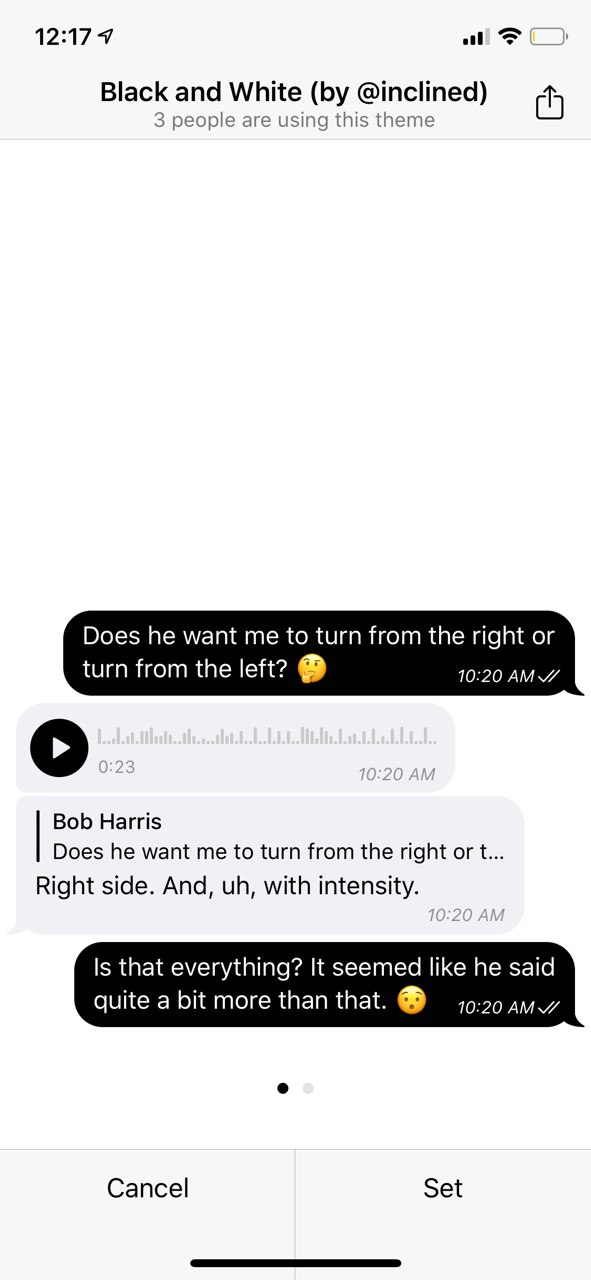 12:17
Black and White (by @inclined)
3 people are using this theme
Does he want me to turn from the right or
turn from the left? 🤔
10:20 AM
0:23
10:20 AM
Bob Harris
Does he want me to turn from the right or t...
Right side. And, uh, with intensity.
10:20 AM
Is that everything? It seemed like he said
quite a bit more than that. 😯
10:20 AM
Cancel
Set